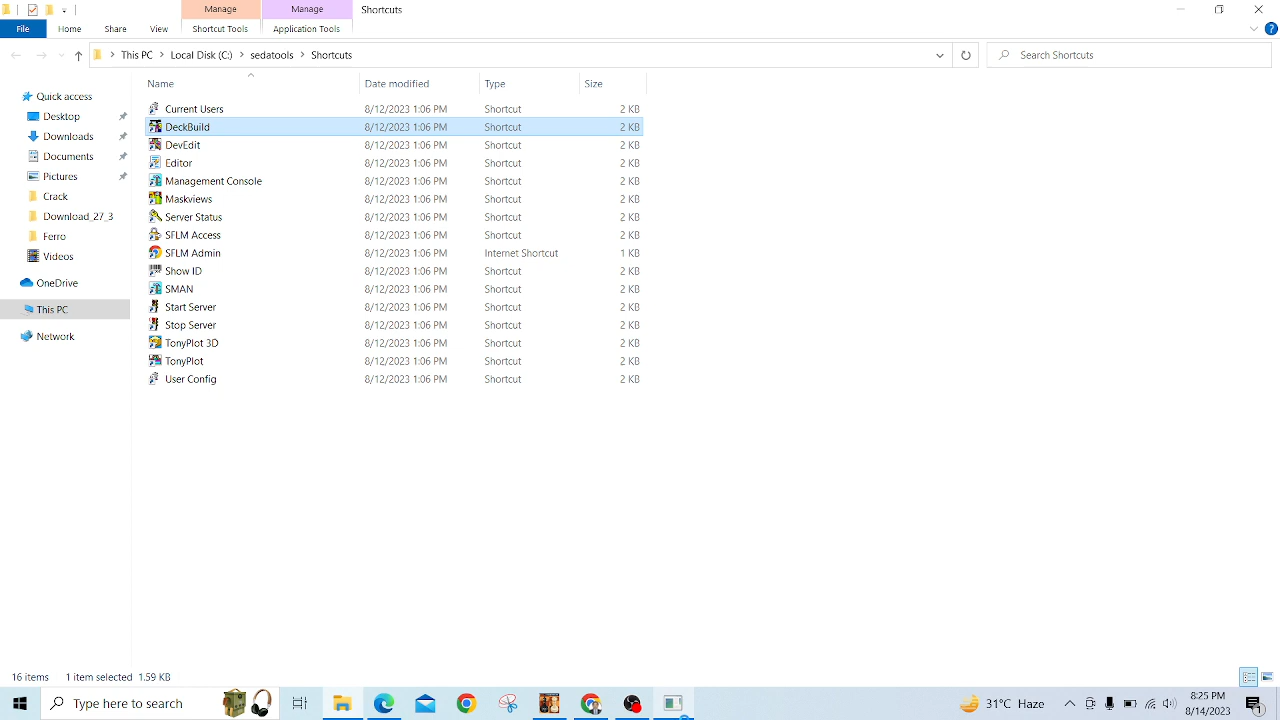 Manage Manage Shortcuts
File Home Share View Shortcut Tools Application Tools
This PC Local Disk (C:) sedatools Shortcuts Search Shortcuts
Name Date modified Type Size
Quick access
Desktop
Downloads
Documents
Pictures
Crack
Download_27_3
Ferro
Videos
OneDrive
This PC
Network
Current Users 8/12/2023 1:06 PM Shortcut 2 KB
DeckBuild 8/12/2023 1:06 PM Shortcut 2 KB
DevEdit 8/12/2023 1:06 PM Shortcut 2 KB
Editor 8/12/2023 1:06 PM Shortcut 2 KB
Management Console 8/12/2023 1:06 PM Shortcut 2 KB
Maskviews 8/12/2023 1:06 PM Shortcut 2 KB
Server Status 8/12/2023 1:06 PM Shortcut 2 KB
SFLM Access 8/12/2023 1:06 PM Shortcut 2 KB
SFLM Admin 8/12/2023 1:06 PM Internet Shortcut 1 KB
Show ID 8/12/2023 1:06 PM Shortcut 2 KB
SMAN 8/12/2023 1:06 PM Shortcut 2 KB
Start Server 8/12/2023 1:06 PM Shortcut 2 KB
Stop Server 8/12/2023 1:06 PM Shortcut 2 KB
TonyPlot 3D 8/12/2023 1:06 PM Shortcut 2 KB
TonyPlot 8/12/2023 1:06 PM Shortcut 2 KB
User Config 8/12/2023 1:06 PM Shortcut 2 KB
16 items 1 item selected 1.59 KB
Type here to search 31°C Haze 8:25 PM
8/14/2023 1